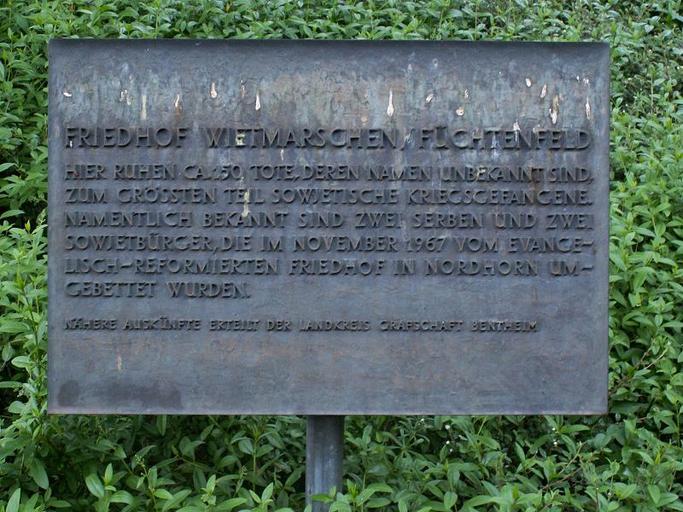 FRIEDHOF WIETMARSCHEN/FÜCHTENFELD
HIER RUHEN CA. 150 TOTE, DEREN NAMEN UNBEKANNT SIND,
ZUM GRÖSSTEN TEIL SOWJETISCHE KRIEGSGEFANGENE.
NAMENTLICH BEKANNT SIND ZWEI SERBEN UND ZWEI
SOWJETBÜRGER, DIE IM NOVEMBER 1967 VOM EVANGE-
LISCH-REFORMIERTEN FRIEDHOF IN NORDHORN UM-
GEBETTET WURDEN.
NÄHERE AUSKÜNFTE ERTEILT DER LANDKREIS GRAFSCHAFT BENTHEIM